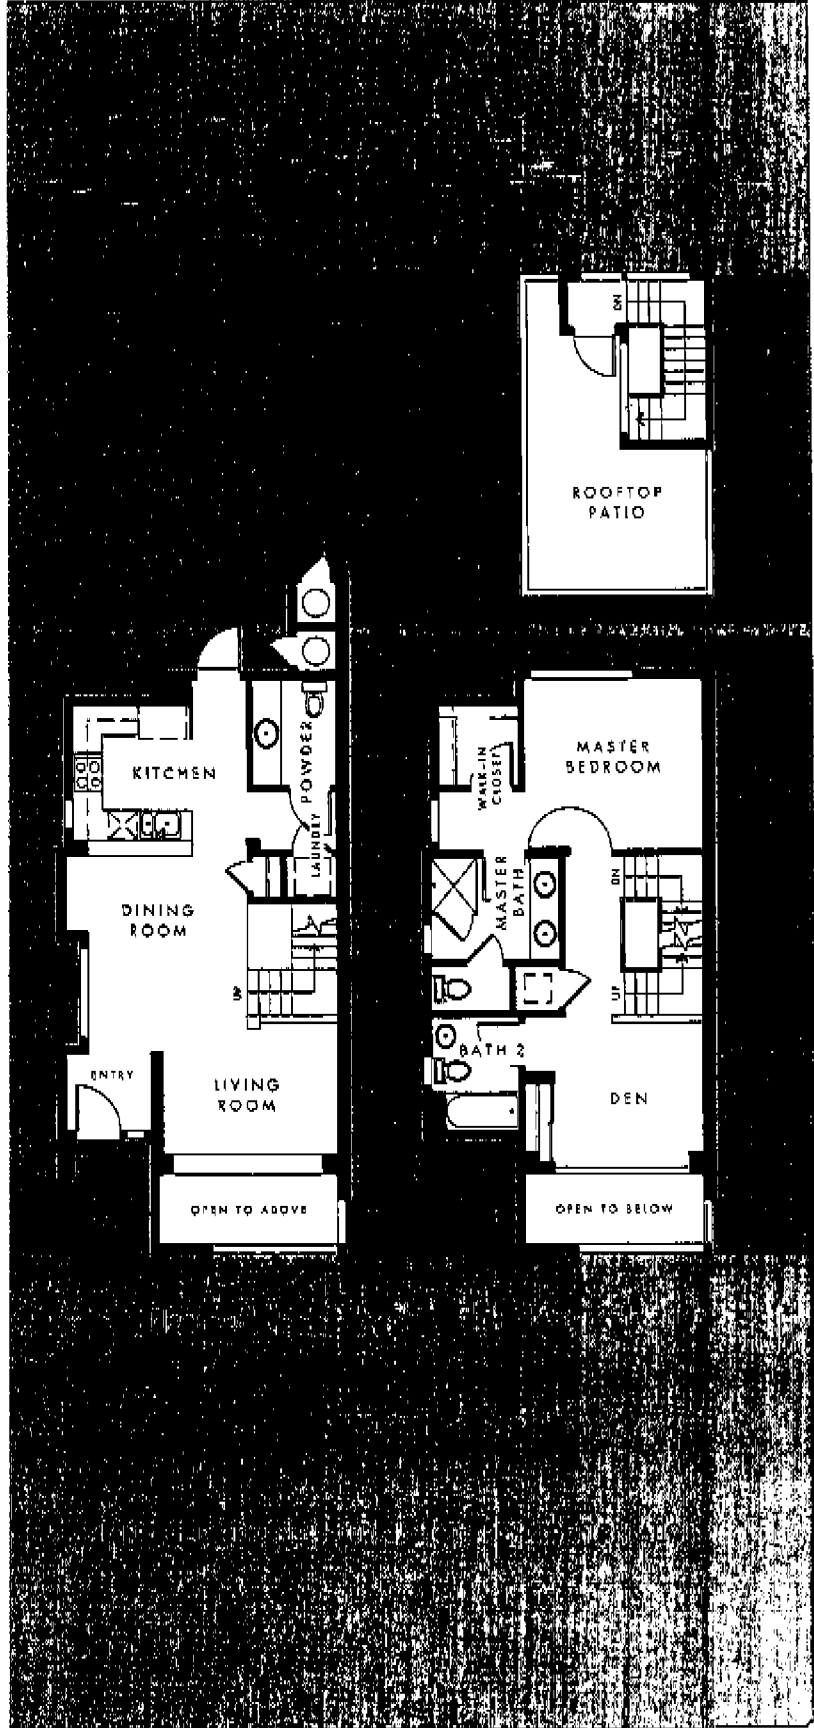 DN
ROOFTOP
PATIO
KITCHEN
POWDER
LAUNDRY
DINING
ROOM
UP
ENTRY
LIVING
ROOM
OPEN TO ABOVE
MASTER
BEDROOM
WALK-IN
CLOSET
MASTER
BATH
DN
UP
BATH 2
DEN
OPEN TO BELOW